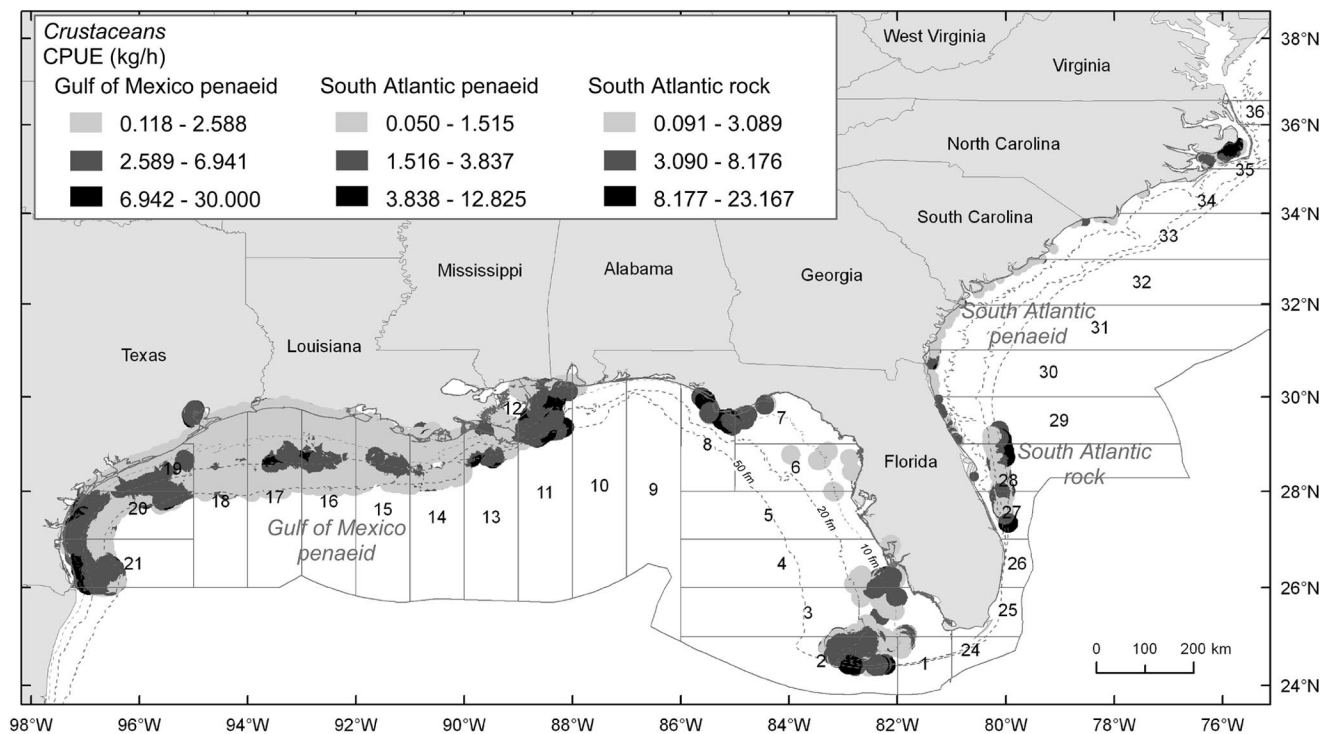 Crustaceans
CPUE (kg/h)
Gulf of Mexico penaeid South Atlantic penaeid South Atlantic rock
0.118 - 2.588 0.050 - 1.515 0.091 - 3.089
2.589 - 6.941 1.516 - 3.837 3.090 - 8.176
6.942 - 30.000 3.838 - 12.825 8.177 - 23.167
West Virginia
Virginia
North Carolina
South Carolina
Mississippi
Alabama
Georgia
Texas
Louisiana
Florida
South Atlantic
penaeid
South Atlantic
rock
Gulf of Mexico
penaeid
36
35
34
33
32
31
30
29
28
27
26
25
24
1
2
3
4
5
6
7
8
9
10
11
12
13
14
15
16
17
18
19
20
21
50 fm
20 fm
10 fm
0 100 200 km
38°N
36°N
34°N
32°N
30°N
28°N
26°N
24°N
98°W 96°W 94°W 92°W 90°W 88°W 86°W 84°W 82°W 80°W 78°W 76°W